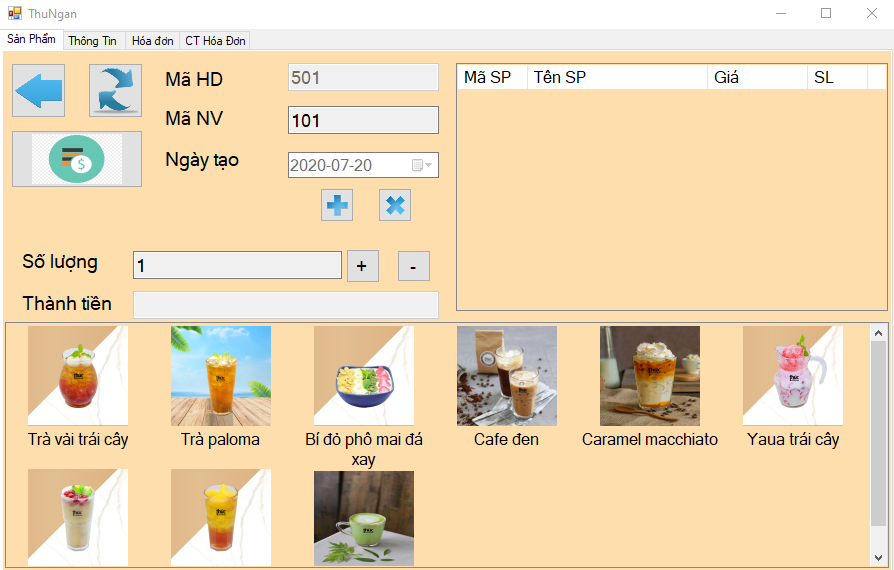 ThuNgan
Sản Phẩm Thông Tin Hóa đơn CT Hóa Đơn
Mã HD 501
Mã NV 101
Ngày tạo 2020-07-20
Mã SP Tên SP Giá SL
Số lượng 1 + -
Thành tiền
Trà vải trái cây Trà paloma Bí đỏ phô mai đá xay Cafe đen Caramel macchiato Yaua trái cây